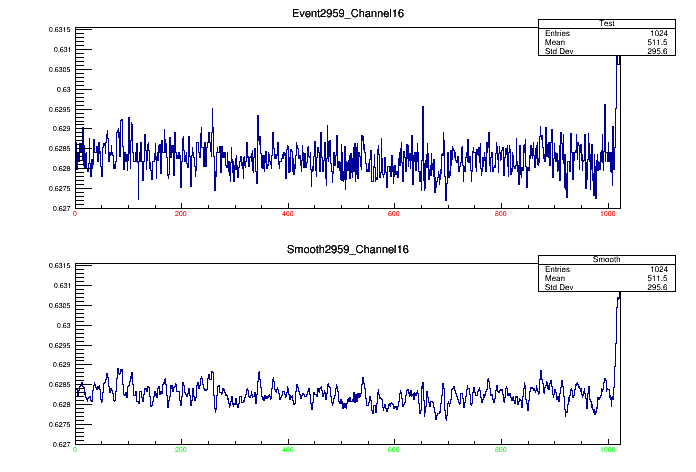 Event2959_Channel16
Test
Entries 1024
Mean 511.5
Std Dev 295.6
0.6315
0.631
0.6305
0.63
0.6295
0.629
0.6285
0.628
0.6275
0.627
0 200 400 600 800 1000
Smooth2959_Channel16
Smooth
Entries 1024
Mean 511.5
Std Dev 295.6
0.6315
0.631
0.6305
0.63
0.6295
0.629
0.6285
0.628
0.6275
0.627
0 200 400 600 800 1000